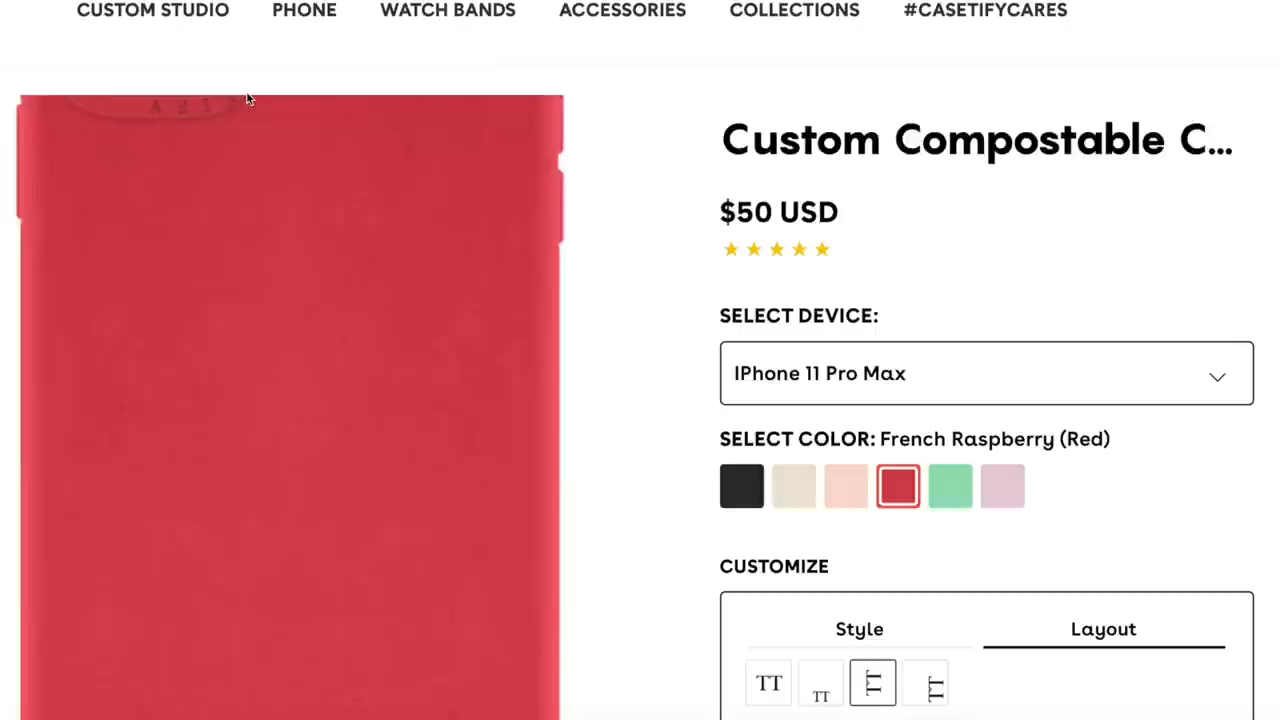 CUSTOM STUDIO PHONE WATCH BANDS ACCESSORIES COLLECTIONS #CASETIFYCARES
Custom Compostable C...
$50 USD
SELECT DEVICE:
IPhone 11 Pro Max
SELECT COLOR: French Raspberry (Red)
CUSTOMIZE
Style Layout
TT TT TT TT